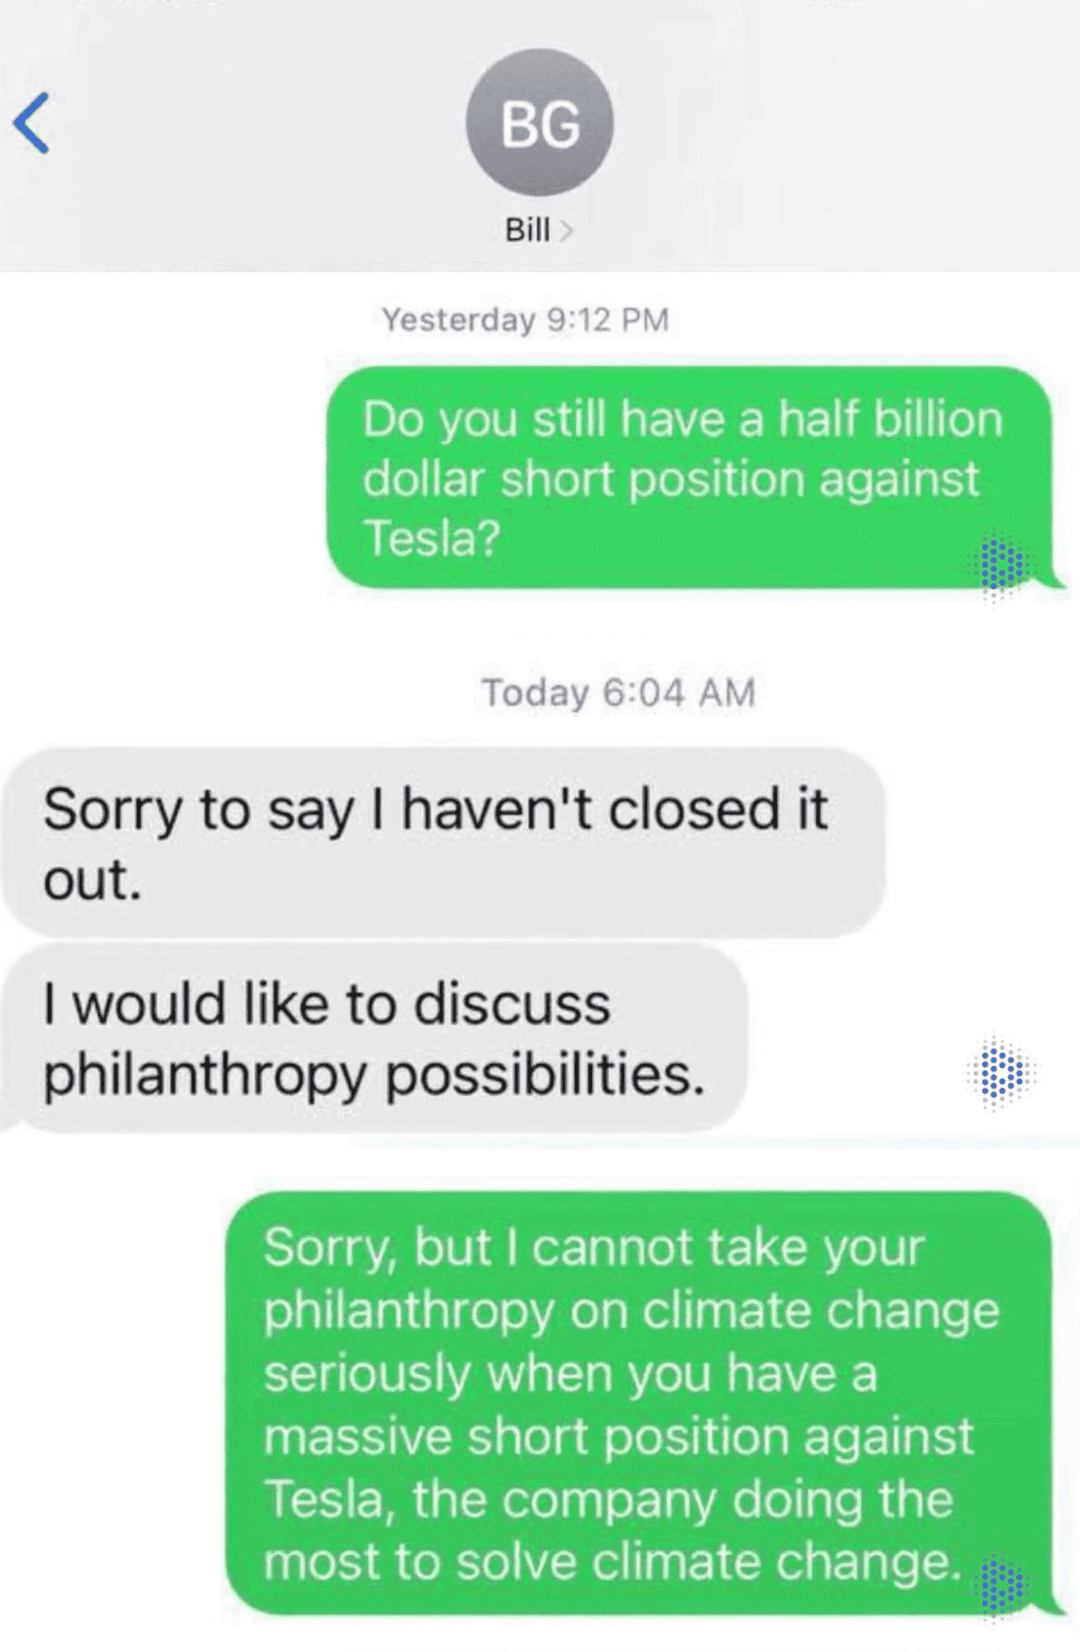 BG
Bill >
Yesterday 9:12 PM
Do you still have a half billion
dollar short position against
Tesla?
Today 6:04 AM
Sorry to say I haven't closed it
out.
I would like to discuss
philanthropy possibilities.
Sorry, but I cannot take your
philanthropy on climate change
seriously when you have a
massive short position against
Tesla, the company doing the
most to solve climate change.